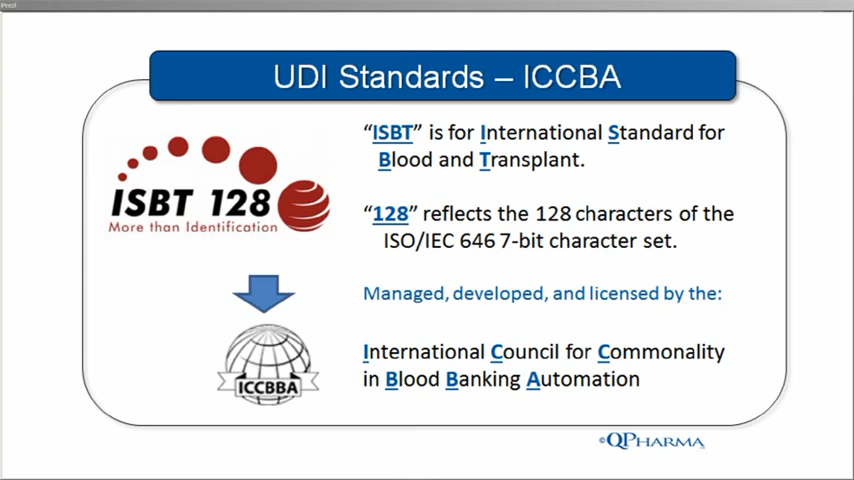 Prezi
UDI Standards – ICCBA
“ISBT” is for International Standard for
Blood and Transplant.
ISBT 128
More than Identification
“128” reflects the 128 characters of the
ISO/IEC 646 7-bit character set.
Managed, developed, and licensed by the:
ICCBBA
International Council for Commonality
in Blood Banking Automation
©QPHARMA